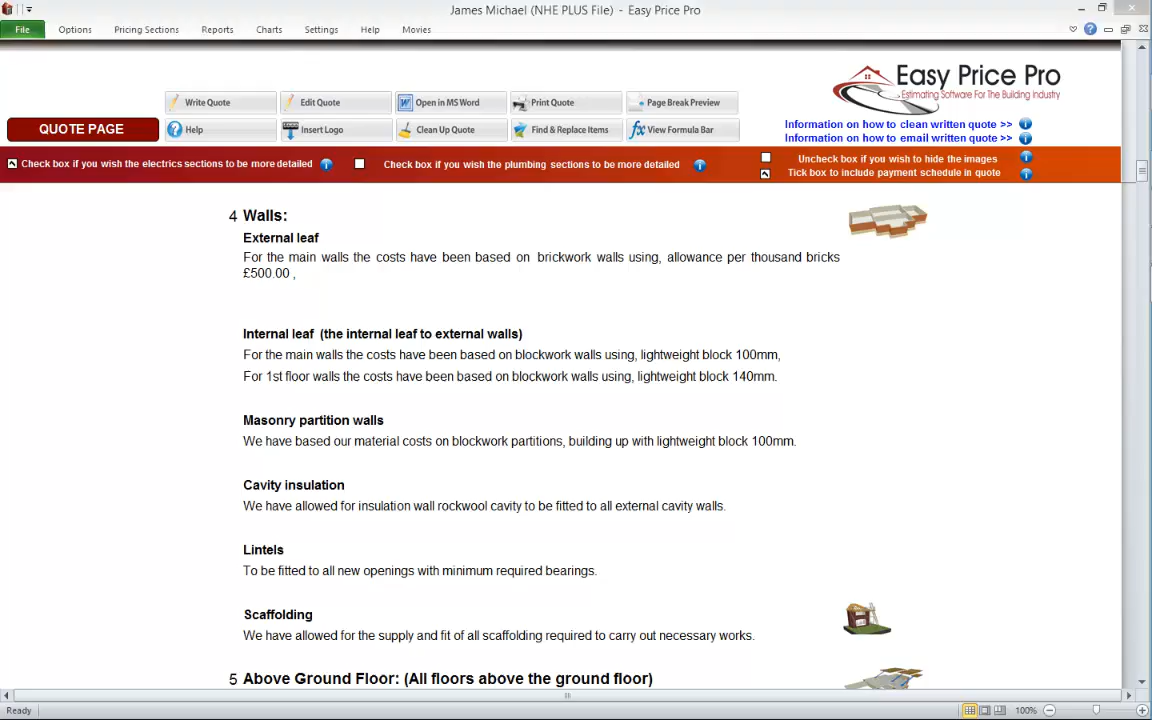 James Michael (NHE PLUS File) - Easy Price Pro
File Options Pricing Sections Reports Charts Settings Help Movies
Write Quote Edit Quote Open in MS Word Print Quote Page Break Preview
Easy Price Pro
Estimating Software For The Building Industry
QUOTE PAGE Help Insert Logo Clean Up Quote Find & Replace Items View Formula Bar
Information on how to clean written quote >>
Information on how to email written quote >>
Check box if you wish the electrics sections to be more detailed
Check box if you wish the plumbing sections to be more detailed
Uncheck box if you wish to hide the images
Tick box to include payment schedule in quote
4 Walls:
External leaf
For the main walls the costs have been based on brickwork walls using, allowance per thousand bricks
£500.00 ,
Internal leaf (the internal leaf to external walls)
For the main walls the costs have been based on blockwork walls using, lightweight block 100mm,
For 1st floor walls the costs have been based on blockwork walls using, lightweight block 140mm.
Masonry partition walls
We have based our material costs on blockwork partitions, building up with lightweight block 100mm.
Cavity insulation
We have allowed for insulation wall rockwool cavity to be fitted to all external cavity walls.
Lintels
To be fitted to all new openings with minimum required bearings.
Scaffolding
We have allowed for the supply and fit of all scaffolding required to carry out necessary works.
5 Above Ground Floor: (All floors above the ground floor)
Ready
100%